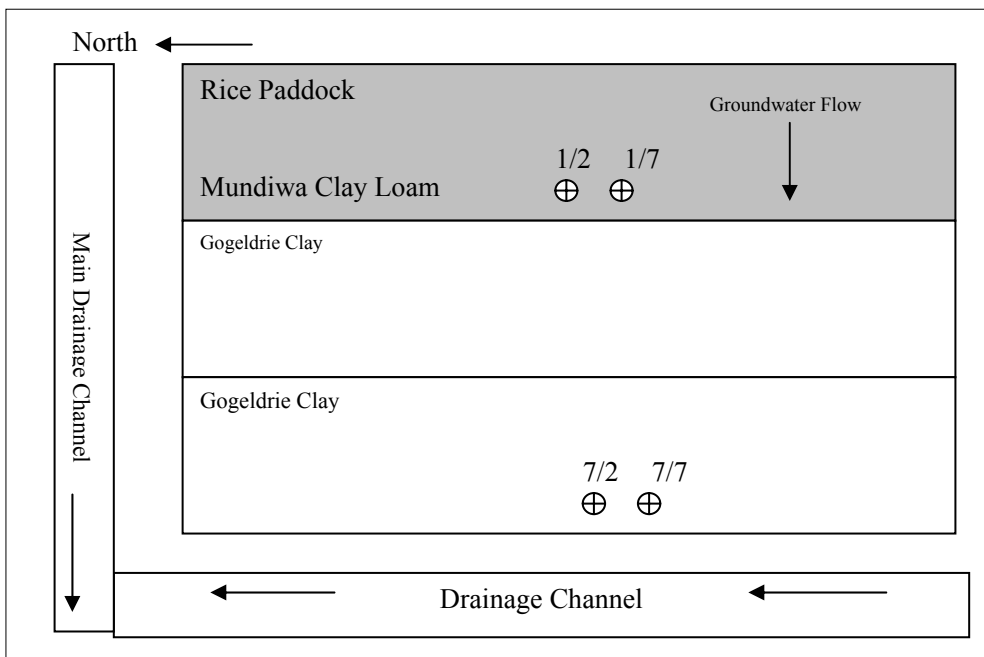 North
Rice Paddock
Groundwater Flow
1/2 1/7
Mundiwa Clay Loam
Gogeldrie Clay
Main Drainage Channel
Gogeldrie Clay
7/2 7/7
Drainage Channel